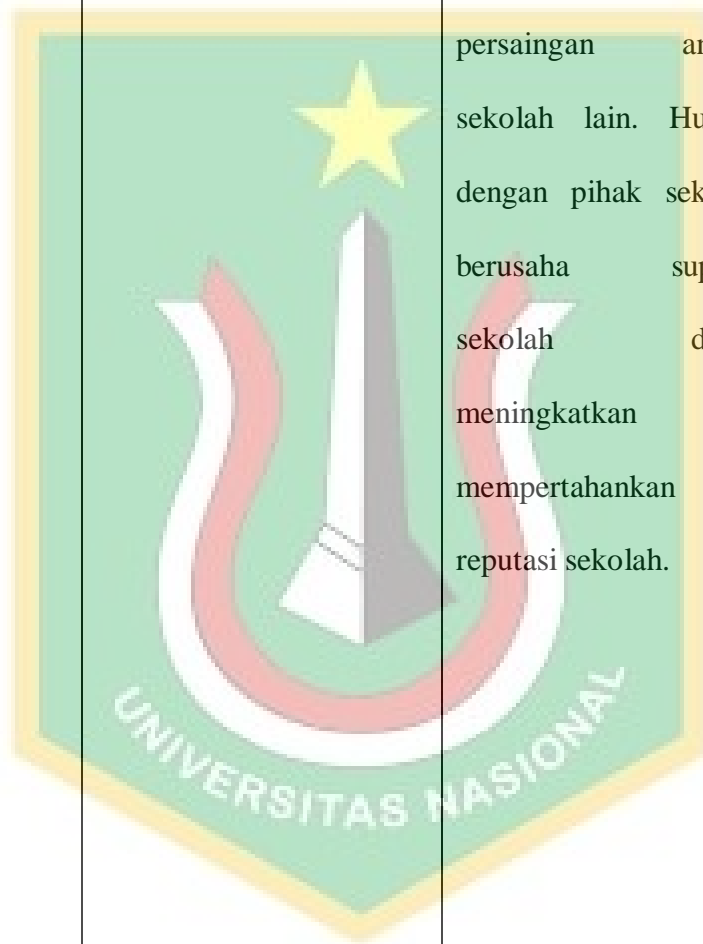 persaingan
sekolah lain.
dengan pihak
berusaha
sekolah
meningkatkan
mempertahankan
reputasi sekolah.
UNIVERSITAS NASIONAL